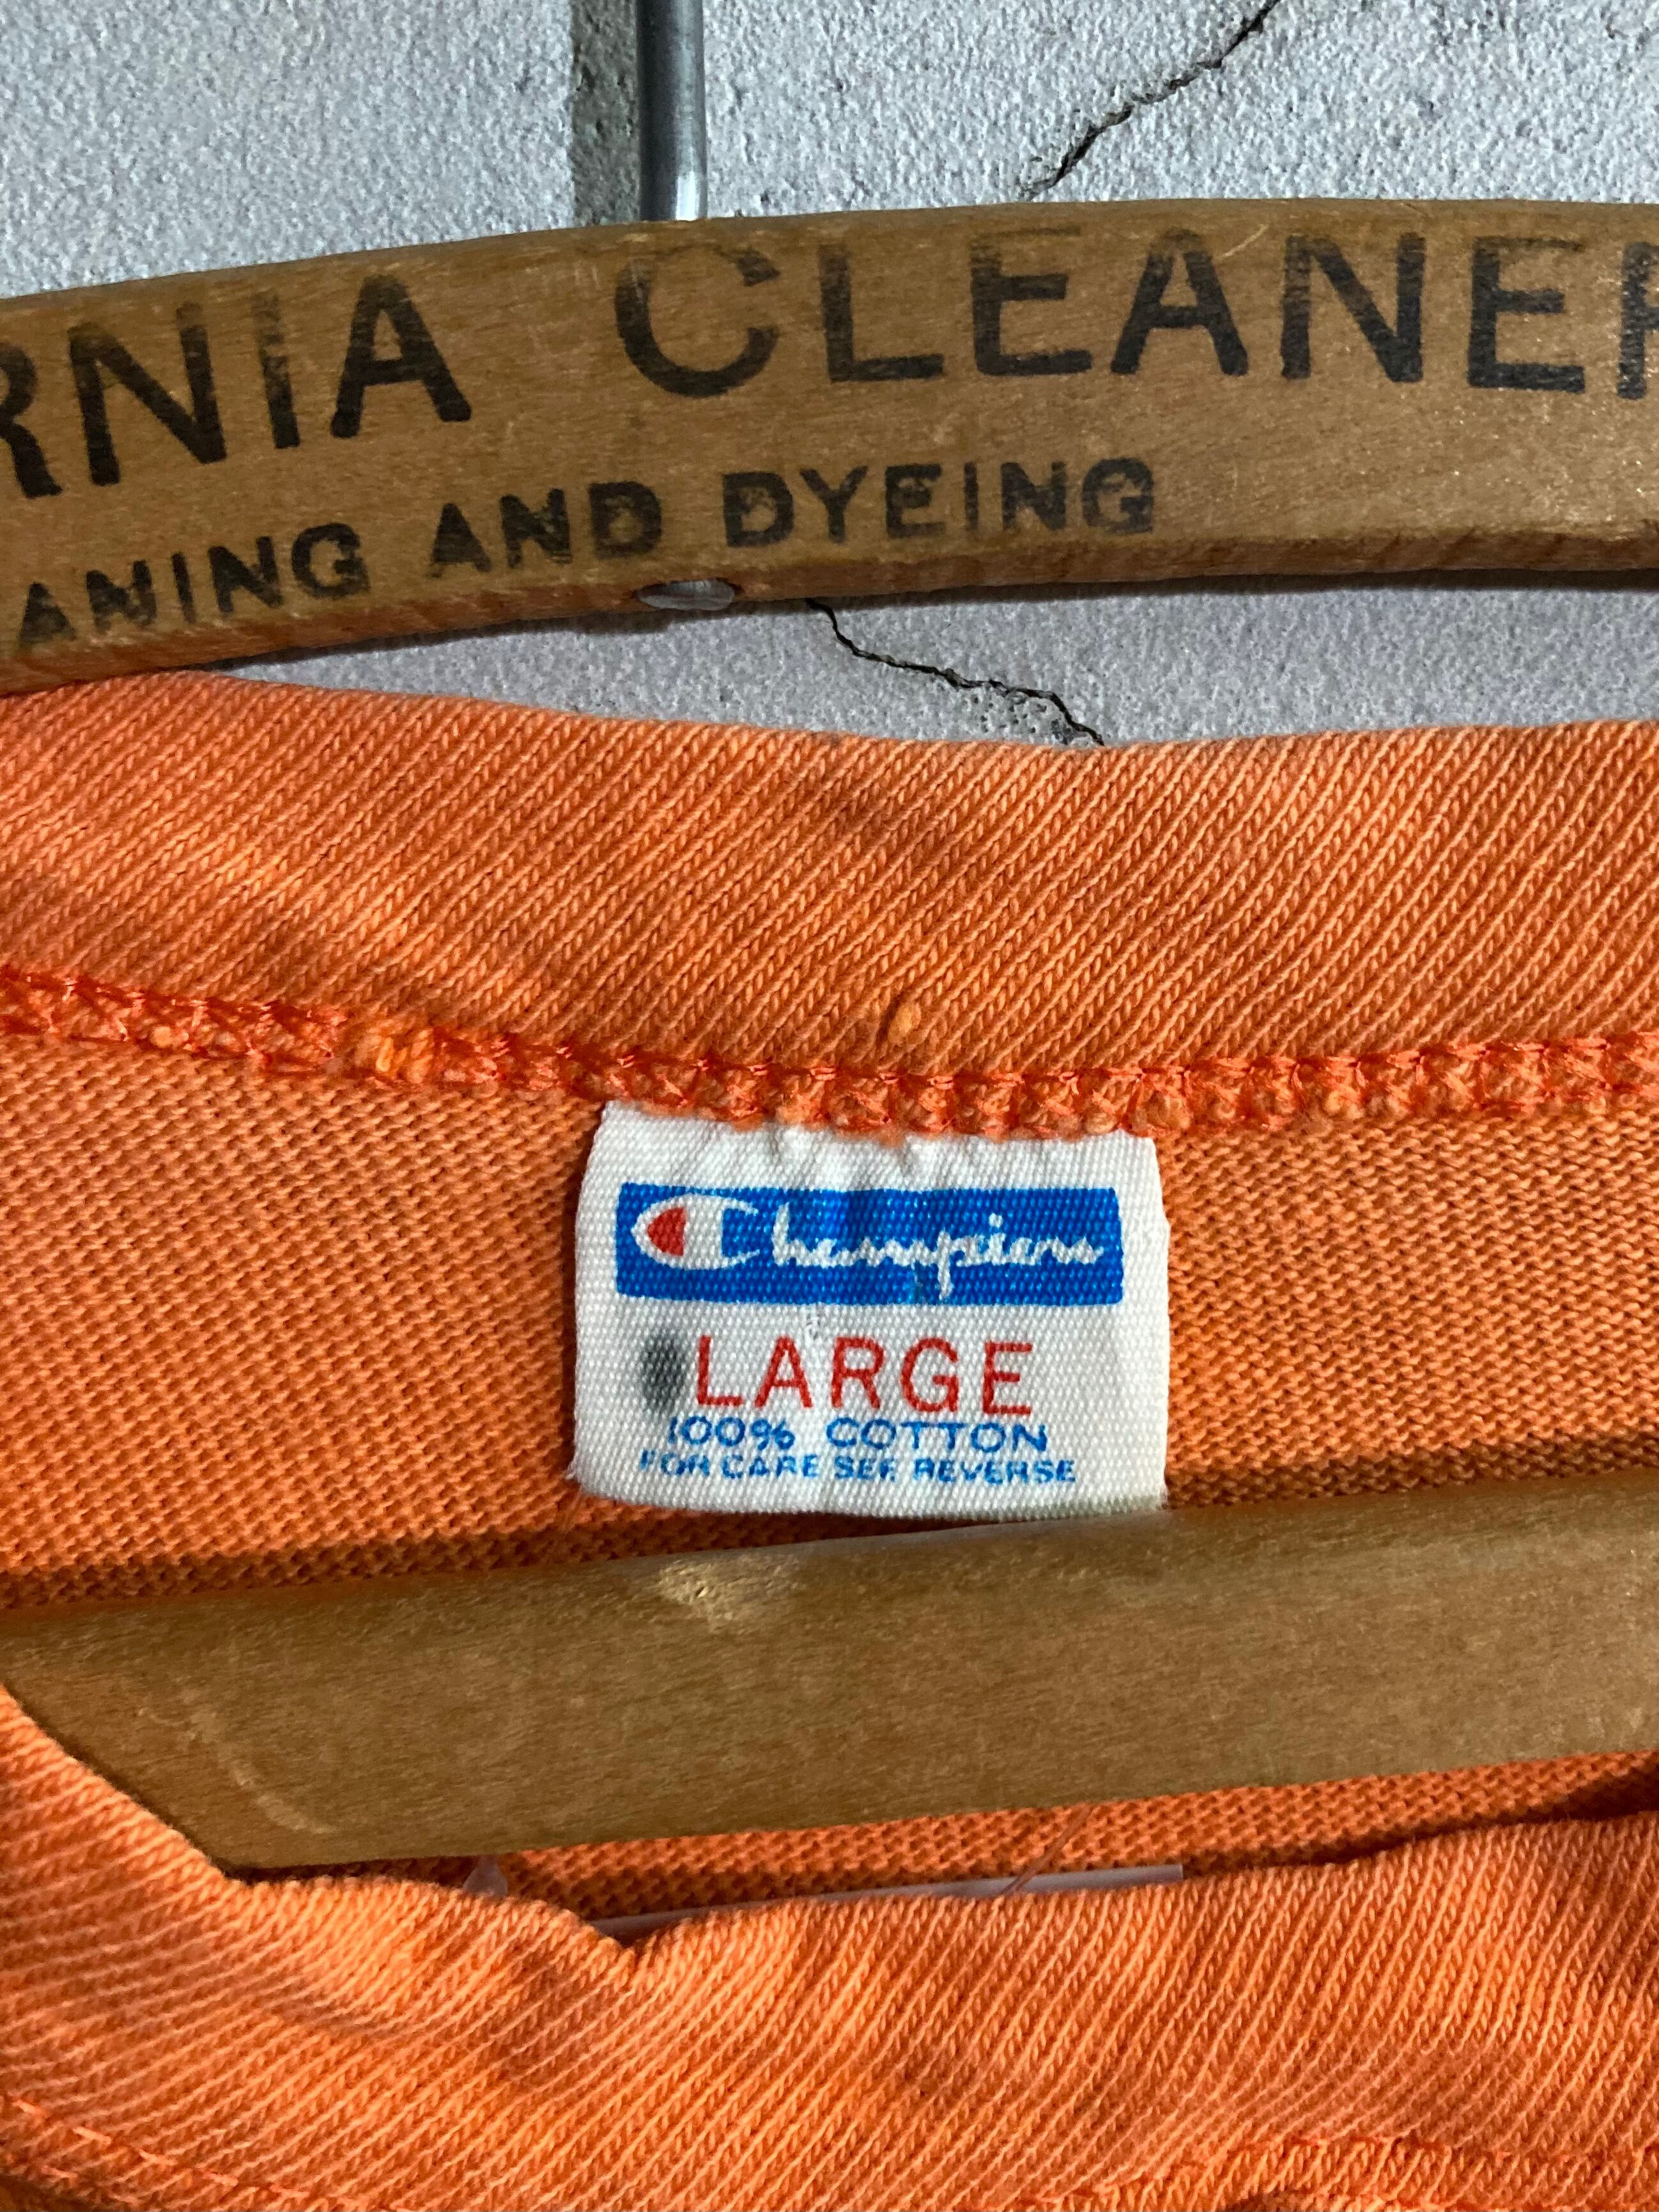 RNIA CLEANER
ANING AND DYEING
Champion
LARGE
100% COTTON
FOR CARE SEE REVERSE